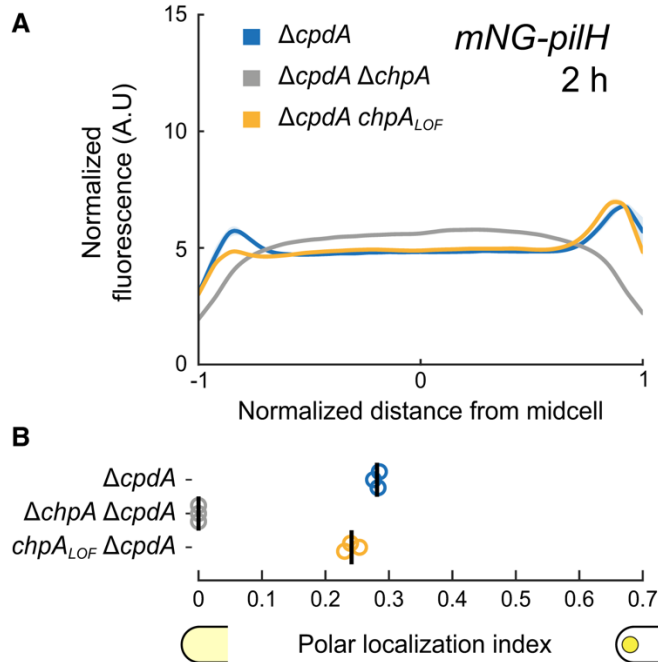 A
15
10
5
0
Normalized
fluorescence (A.U)
ΔcpdA
ΔcpdA ΔchpA
ΔcpdA chpALOF
mNG-pilH
2 h
-1
0
1
Normalized distance from midcell
B
ΔcpdA
ΔchpA ΔcpdA
chpALOF ΔcpdA
0 0.1 0.2 0.3 0.4 0.5 0.6 0.7
Polar localization index